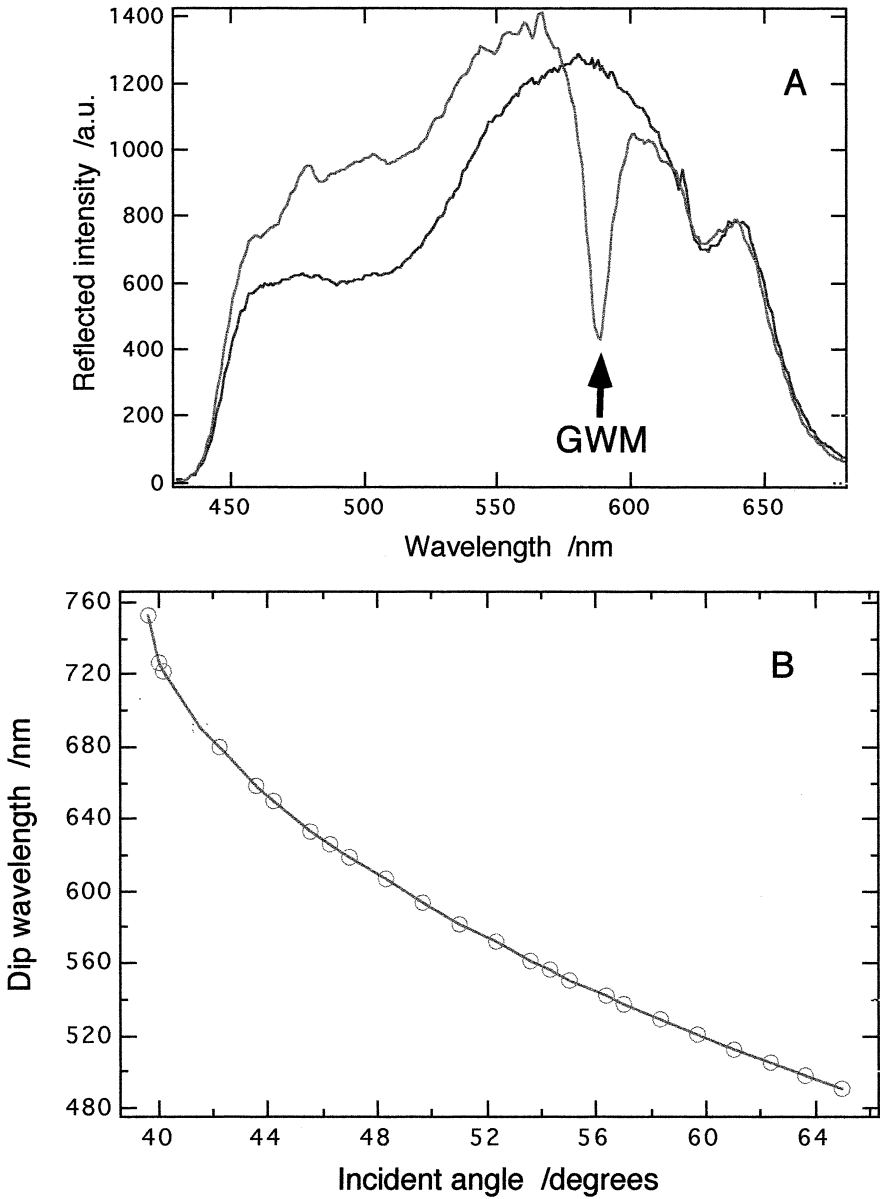 1400
1200
1000
800
600
400
200
0
Reflected intensity /a.u.
A
GWM
450 500 550 600 650
Wavelength /nm
760
720
680
640
600
560
520
480
Dip wavelength /nm
B
40 44 48 52 56 60 64
Incident angle /degrees